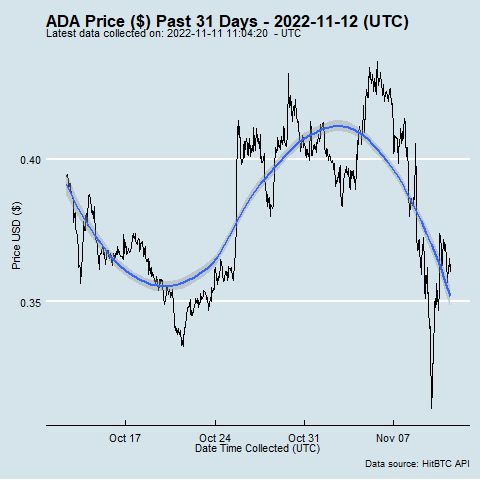 ADA Price ($) Past 31 Days - 2022-11-12 (UTC)
Latest data collected on: 2022-11-11 11:04:20  - UTC
0.40
0.35
Price USD ($)
Oct 17
Oct 24
Oct 31
Nov 07
Date Time Collected (UTC)
Data source: HitBTC API